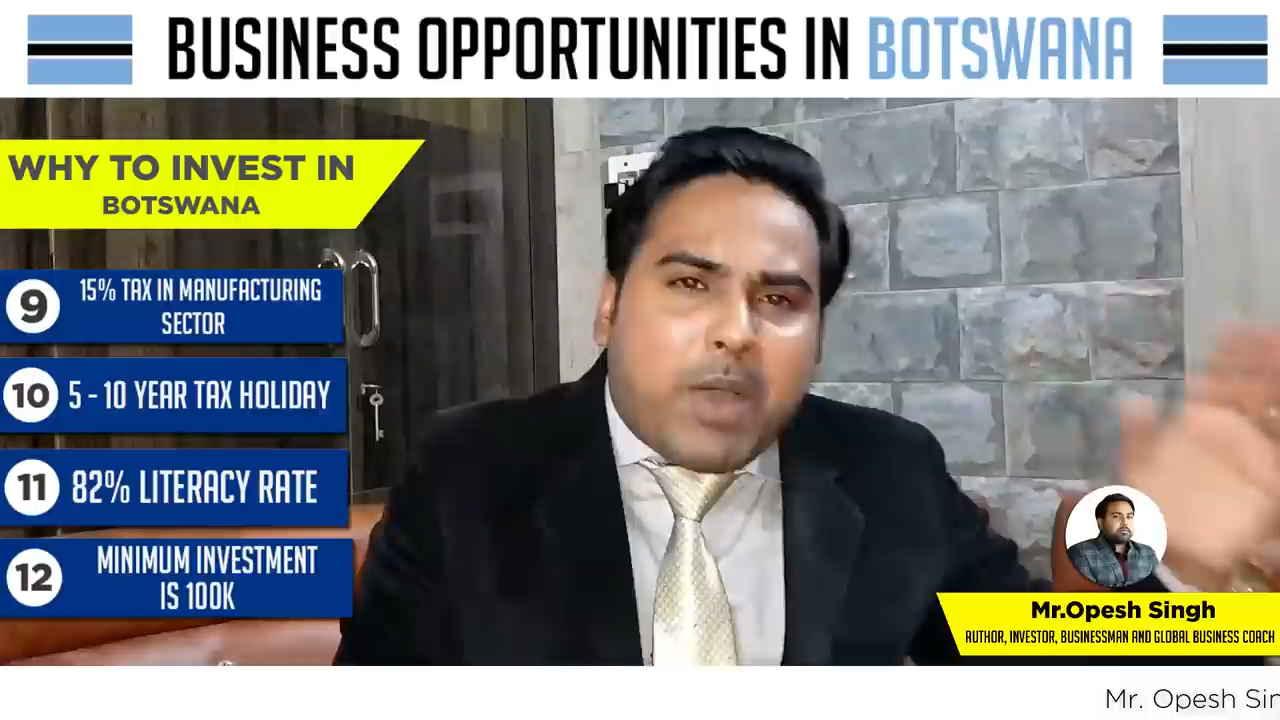 BUSINESS OPPORTUNITIES IN BOTSWANA
WHY TO INVEST IN
BOTSWANA
9
15% TAX IN MANUFACTURING
SECTOR
10
5 - 10 YEAR TAX HOLIDAY
11
82% LITERACY RATE
12
MINIMUM INVESTMENT
IS 100K
Mr.Opesh Singh
AUTHOR, INVESTOR, BUSINESSMAN AND GLOBAL BUSINESS COACH
Mr. Opesh Sin